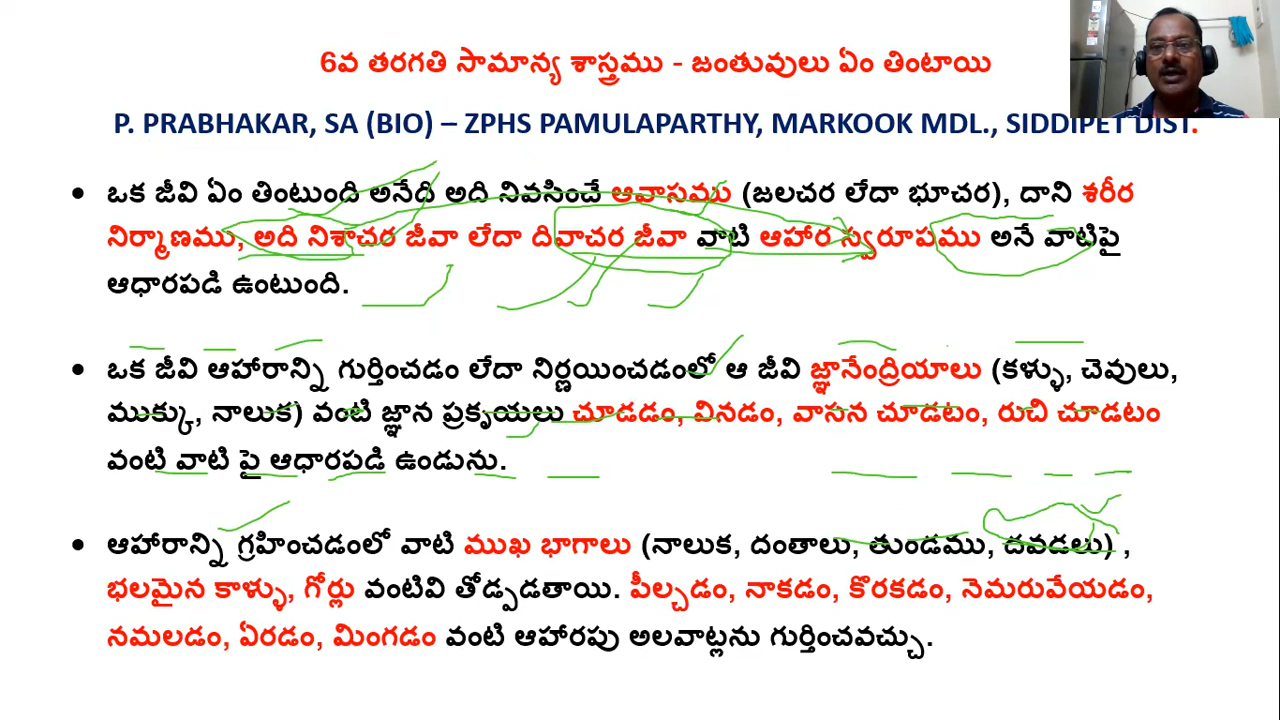 6వ తరగతి సామాన్య శాస్త్రము - జంతువులు ఏం తింటాయి
P. PRABHAKAR, SA (BIO) – ZPHS PAMULAPARTHY, MARKOOK MDL., SIDDIPET DIST.
• ఒక జీవి ఏం తింటుంది అనేది అది నివసించే ఆవాసము (జలచర లేదా భూచర), దాని శరీర
నిర్మాణము, అది నిశాచర జీవా లేదా దివాచర జీవా వాటి ఆహార స్వరూపము అనే వాటిపై
ఆధారపడి ఉంటుంది.
• ఒక జీవి ఆహారాన్ని గుర్తించడం లేదా నిర్ణయించడంలో ఆ జీవి జ్ఞానేంద్రియాలు (కళ్ళు, చెవులు,
ముక్కు, నాలుక) వంటి జ్ఞాన ప్రకృయలు చూడడం, వినడం, వాసన చూడటం, రుచి చూడటం
వంటి వాటి పై ఆధారపడి ఉండును.
• ఆహారాన్ని గ్రహించడంలో వాటి ముఖ భాగాలు (నాలుక, దంతాలు, తుండము, దవడలు) ,
భలమైన కాళ్ళు, గోర్లు వంటివి తోడ్పడతాయి. పీల్చడం, నాకడం, కొరకడం, నెమరువేయడం,
నమలడం, ఏరడం, మింగడం వంటి ఆహారపు అలవాట్లను గుర్తించవచ్చు.